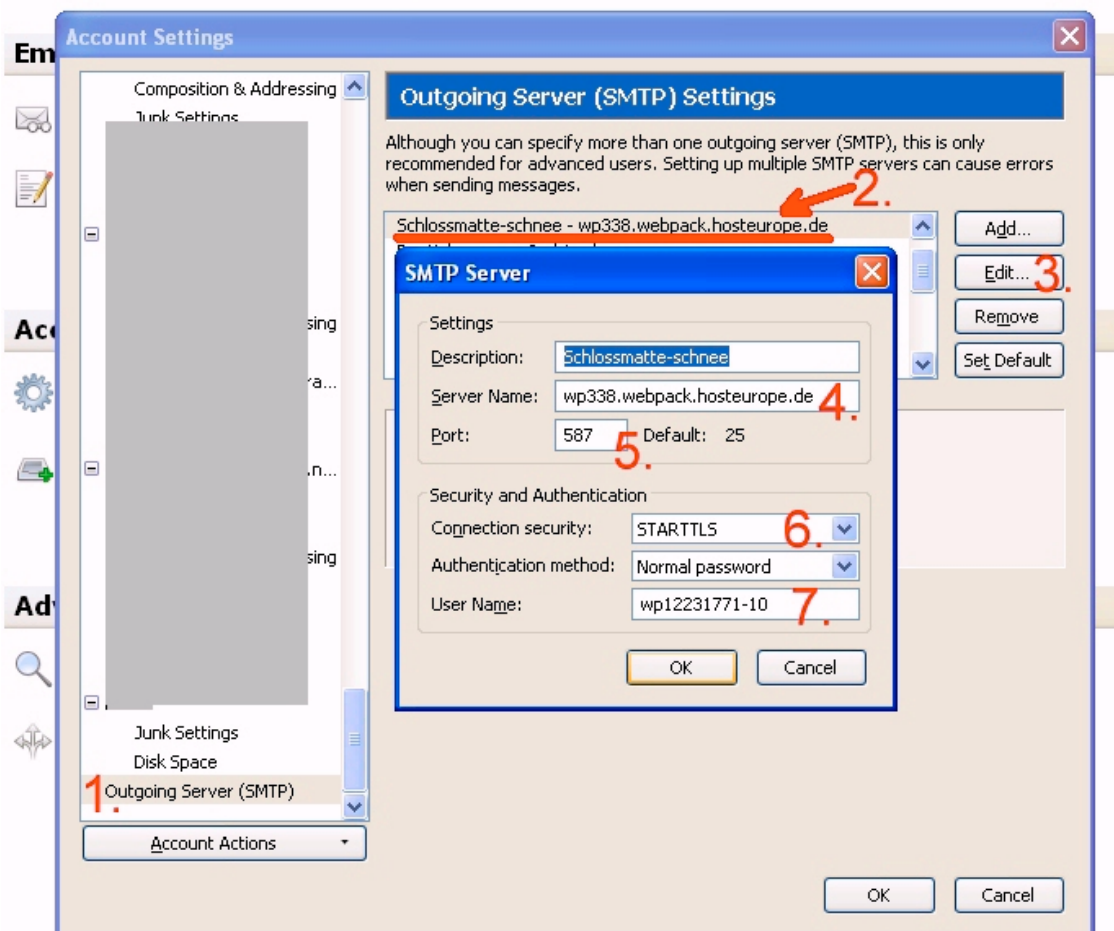 Account Settings
Em
Composition & Addressing
Junk Settings
Outgoing Server (SMTP) Settings
Although you can specify more than one outgoing server (SMTP), this is only
recommended for advanced users. Setting up multiple SMTP servers can cause errors
when sending messages.
2.
Schlossmatte-schnee - wp338.webpack.hosteurope.de
Add...
Edit...
3.
Remove
Set Default
SMTP Server
Settings
Description: Schlossmatte-schnee
Server Name: wp338.webpack.hosteurope.de
4.
Port: 587 Default: 25
5.
Security and Authentication
Connection security: STARTTLS
6.
Authentication method: Normal password
User Name: wp12231771-10
7.
OK Cancel
Acc
sing
ra...
.n...
sing
Ad
Junk Settings
Disk Space
1.
Outgoing Server (SMTP)
Account Actions
OK Cancel